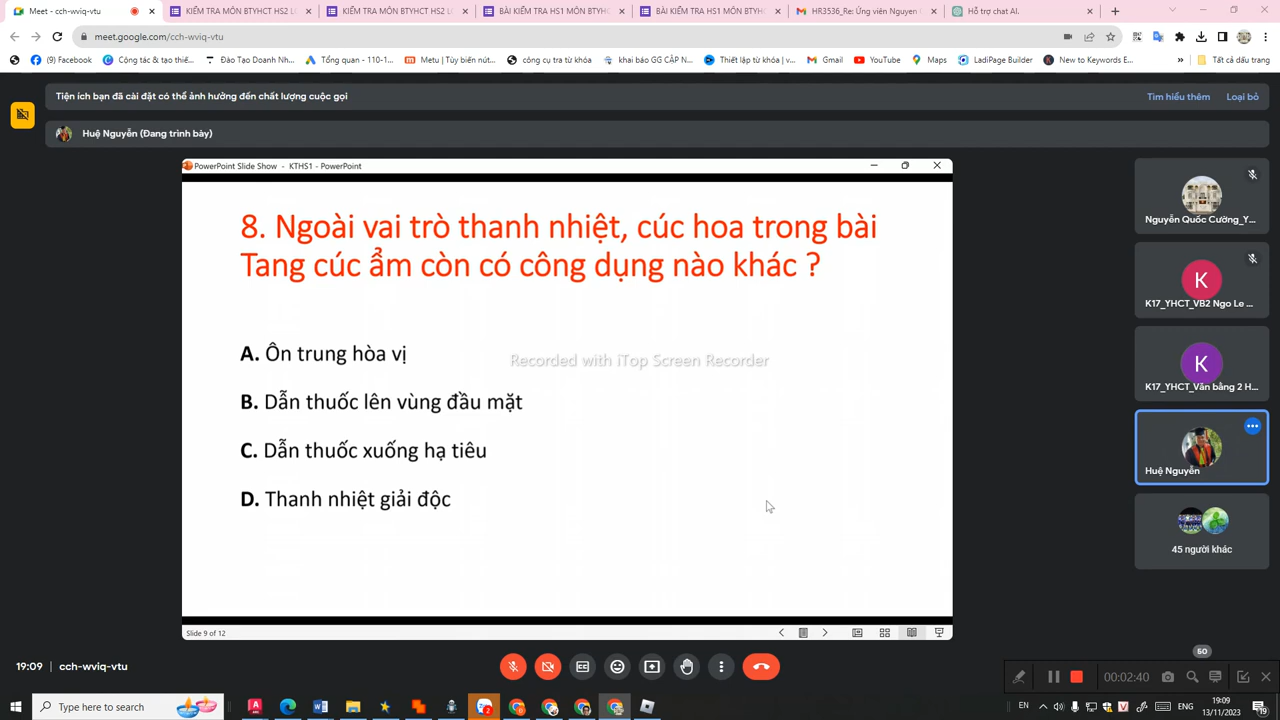 Meet - cch-wviq-vtu
KIỂM TRA MÔN BTYHCT HS2 L
KIỂM TRA MÔN BTYHCT HS2 L
BÀI KIỂM TRA HS1 MÔN BTYH
BÀI KIỂM TRA HS1 MÔN BTYH
HR3536_Re: Ứng viên Nguyen
Hỗ trợ chat AI.
meet.google.com/cch-wviq-vtu
(9) Facebook
Công tác & tạo thiế...
Đào Tạo Doanh Nh...
Tổng quan - 110-1...
Metu | Tùy biến nút...
công cụ tra từ khóa
khai báo GG CẬP N...
Thiết lập từ khóa | v...
Gmail
YouTube
Maps
LadiPage Builder
New to Keywords E...
Tất cả dấu trang
Tiện ích bạn đã cài đặt có thể ảnh hưởng đến chất lượng cuộc gọi
Tìm hiểu thêm
Loại bỏ
Huệ Nguyễn (Đang trình bày)
PowerPoint Slide Show - KTHS1 - PowerPoint
8. Ngoài vai trò thanh nhiệt, cúc hoa trong bài
Tang cúc ẩm còn có công dụng nào khác ?
A. Ôn trung hòa vị
B. Dẫn thuốc lên vùng đầu mặt
C. Dẫn thuốc xuống hạ tiêu
D. Thanh nhiệt giải độc
Recorded with iTop Screen Recorder
Slide 9 of 12
Nguyễn Quốc Cường_Y...
K
K17_YHCT_VB2 Ngo Le ...
K
K17_YHCT_Văn bằng 2 H...
Huệ Nguyễn
45 người khác
50
19:09
cch-wviq-vtu
00:02:40
Type here to search
EN
ENG
19:09
13/11/2023